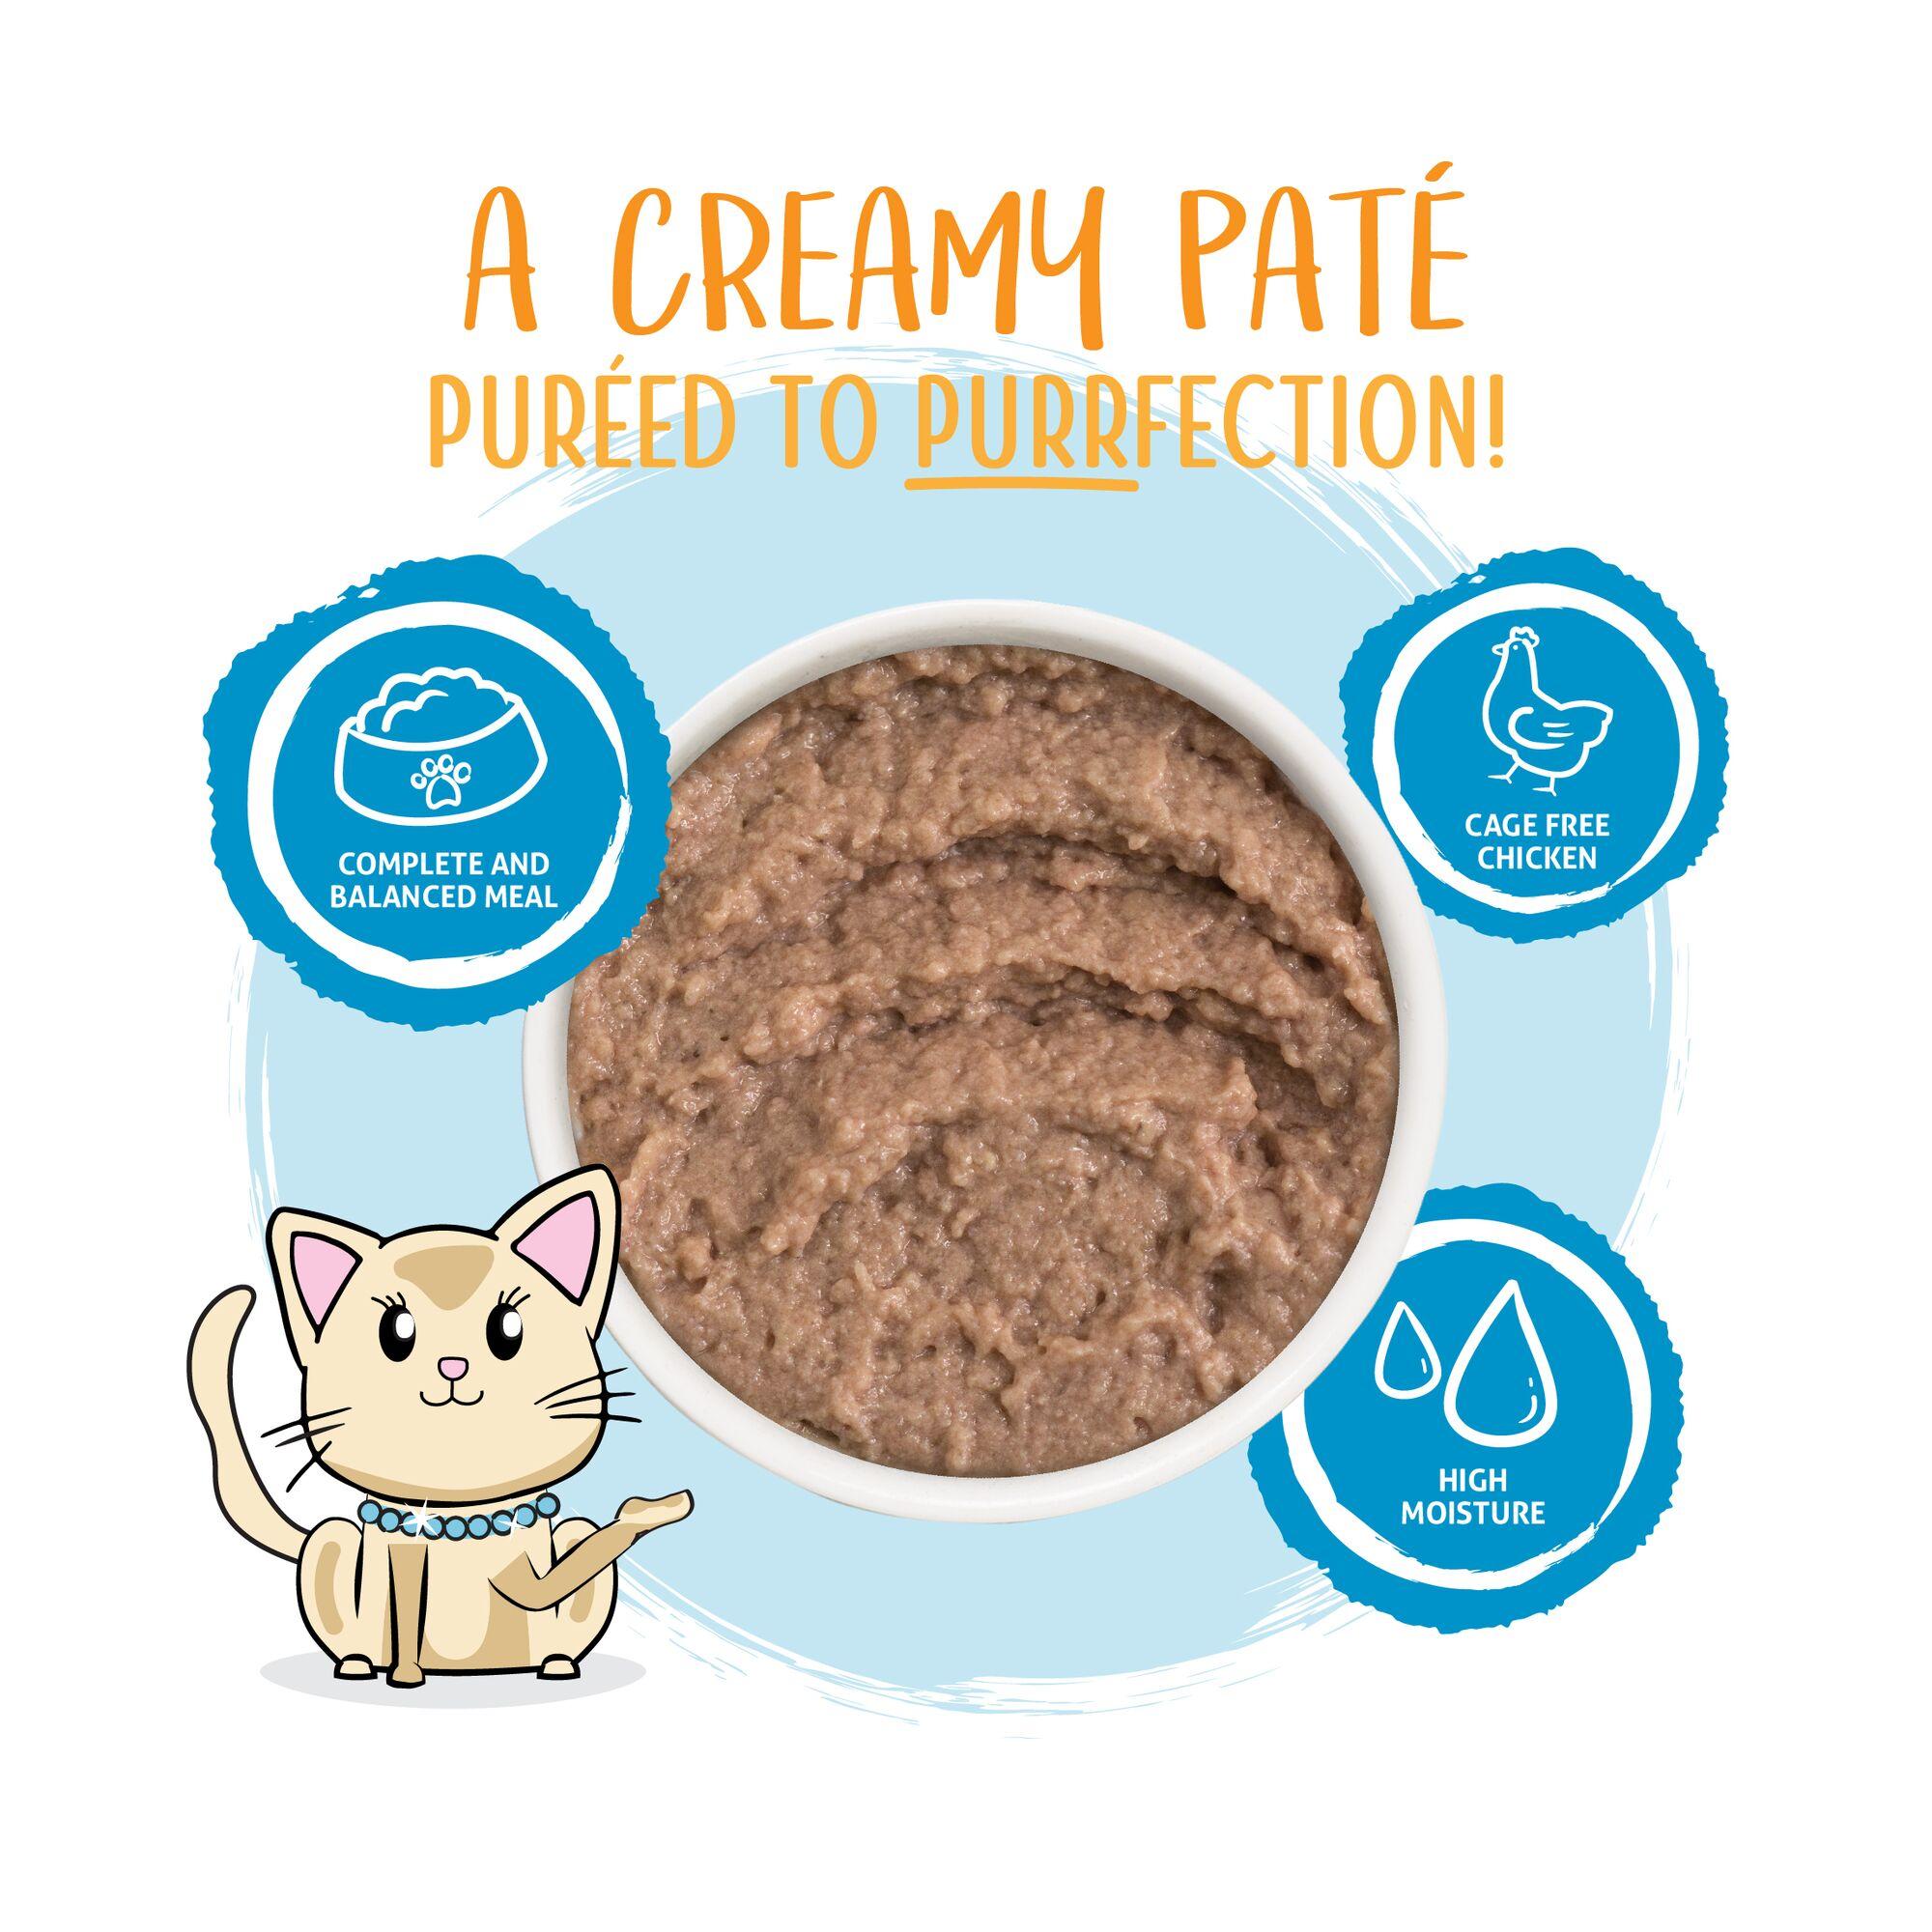 A CREAMY PATÉ
PURÉED TO PURRFECTION!
COMPLETE AND
BALANCED MEAL
CAGE FREE
CHICKEN
HIGH
MOISTURE